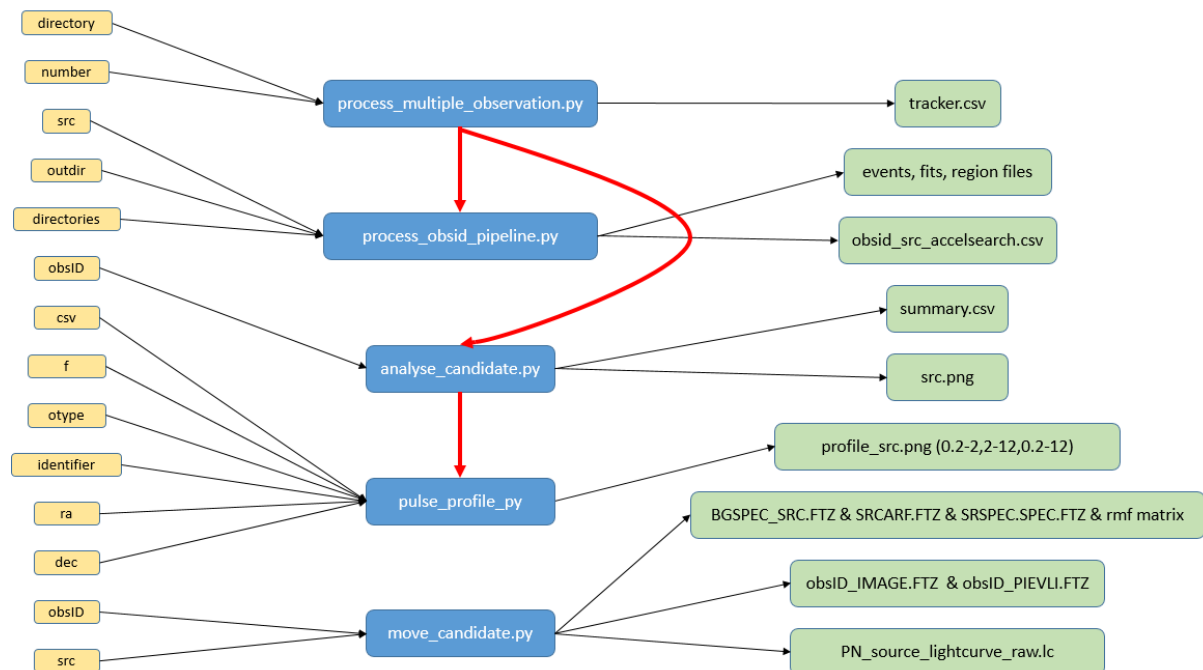 directory
number
src
outdir
directories
obsID
csv
f
otype
identifier
ra
dec
obsID
src
process_multiple_observation.py
process_obsid_pipeline.py
analyse_candidate.py
pulse_profile_py
move_candidate.py
tracker.csv
events, fits, region files
obsid_src_accelsearch.csv
summary.csv
src.png
profile_src.png (0.2-2,2-12,0.2-12)
BGSPEC_SRC.FTZ & SRCARF.FTZ & SRSPEC.SPEC.FTZ & rmf matrix
obsID_IMAGE.FTZ & obsID_PIEVLI.FTZ
PN_source_lightcurve_raw.lc